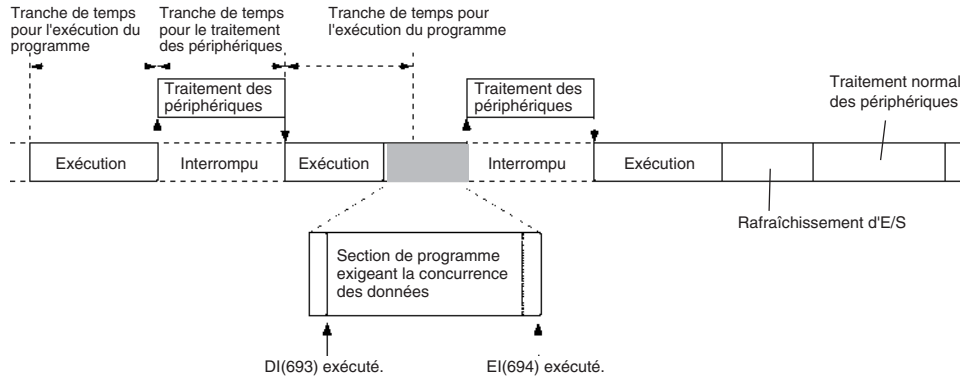 Tranche de temps
pour l'exécution du
programme
Tranche de temps
pour le traitement
des périphériques
Tranche de temps pour
l'exécution du programme
Traitement des
périphériques
Traitement des
périphériques
Traitement normal
des périphériques
Exécution
Interrompu
Exécution
Interrompu
Exécution
Rafraîchissement d'E/S
Section de programme
exigeant la concurrence
des données
DI(693) exécuté.
EI(694) exécuté.